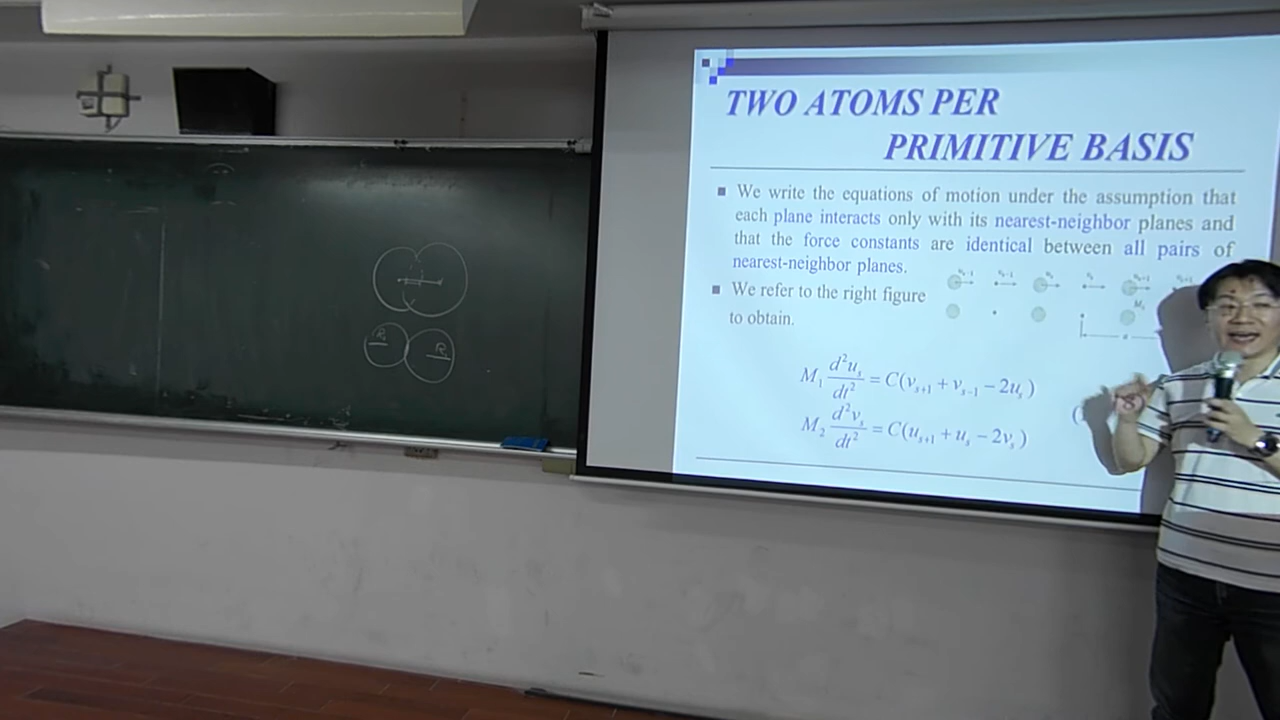 TWO ATOMS PER
PRIMITIVE BASIS
We write the equations of motion under the assumption that
each plane interacts only with its nearest-neighbor planes and
that the force constants are identical between all pairs of
nearest-neighbor planes.
We refer to the right figure
to obtain.
M₁ d²uₛ/dt² = C(vₛ₊₁ + vₛ₋₁ − 2uₛ)
M₂ d²vₛ/dt² = C(uₛ₊₁ + uₛ − 2vₛ)